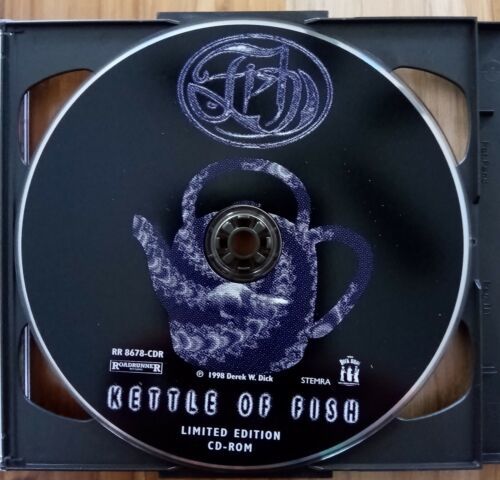 Fish
RR 8678-CDR
ROADRUNNER
℗ 1998 Derek W. Dick
STEMRA
KETTLE OF FISH
LIMITED EDITION
CD-ROM